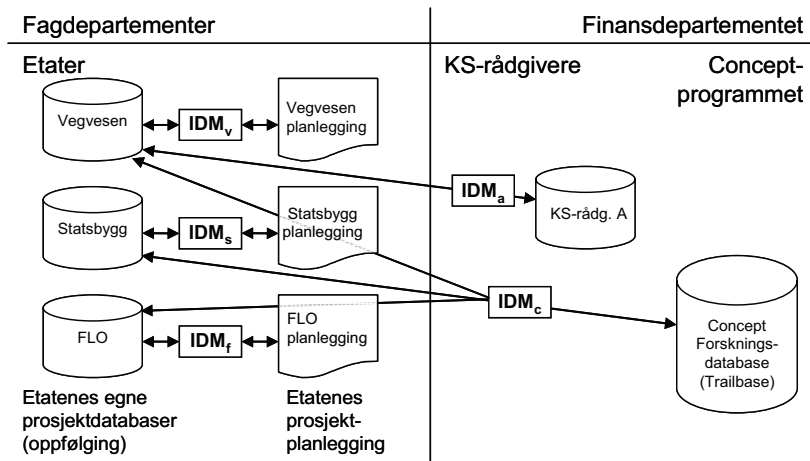 Fagdepartementer
Finansdepartementet
Etater
KS-rådgivere
Concept-
programmet
Vegvesen
IDMv
Vegvesen
planlegging
IDMa
KS-rådg. A
Statsbygg
IDMs
Statsbygg
planlegging
IDMc
Concept
Forsknings-
database
(Trailbase)
FLO
IDMf
FLO
planlegging
Etatenes egne
prosjektdatabaser
(oppfølging)
Etatenes
prosjekt-
planlegging